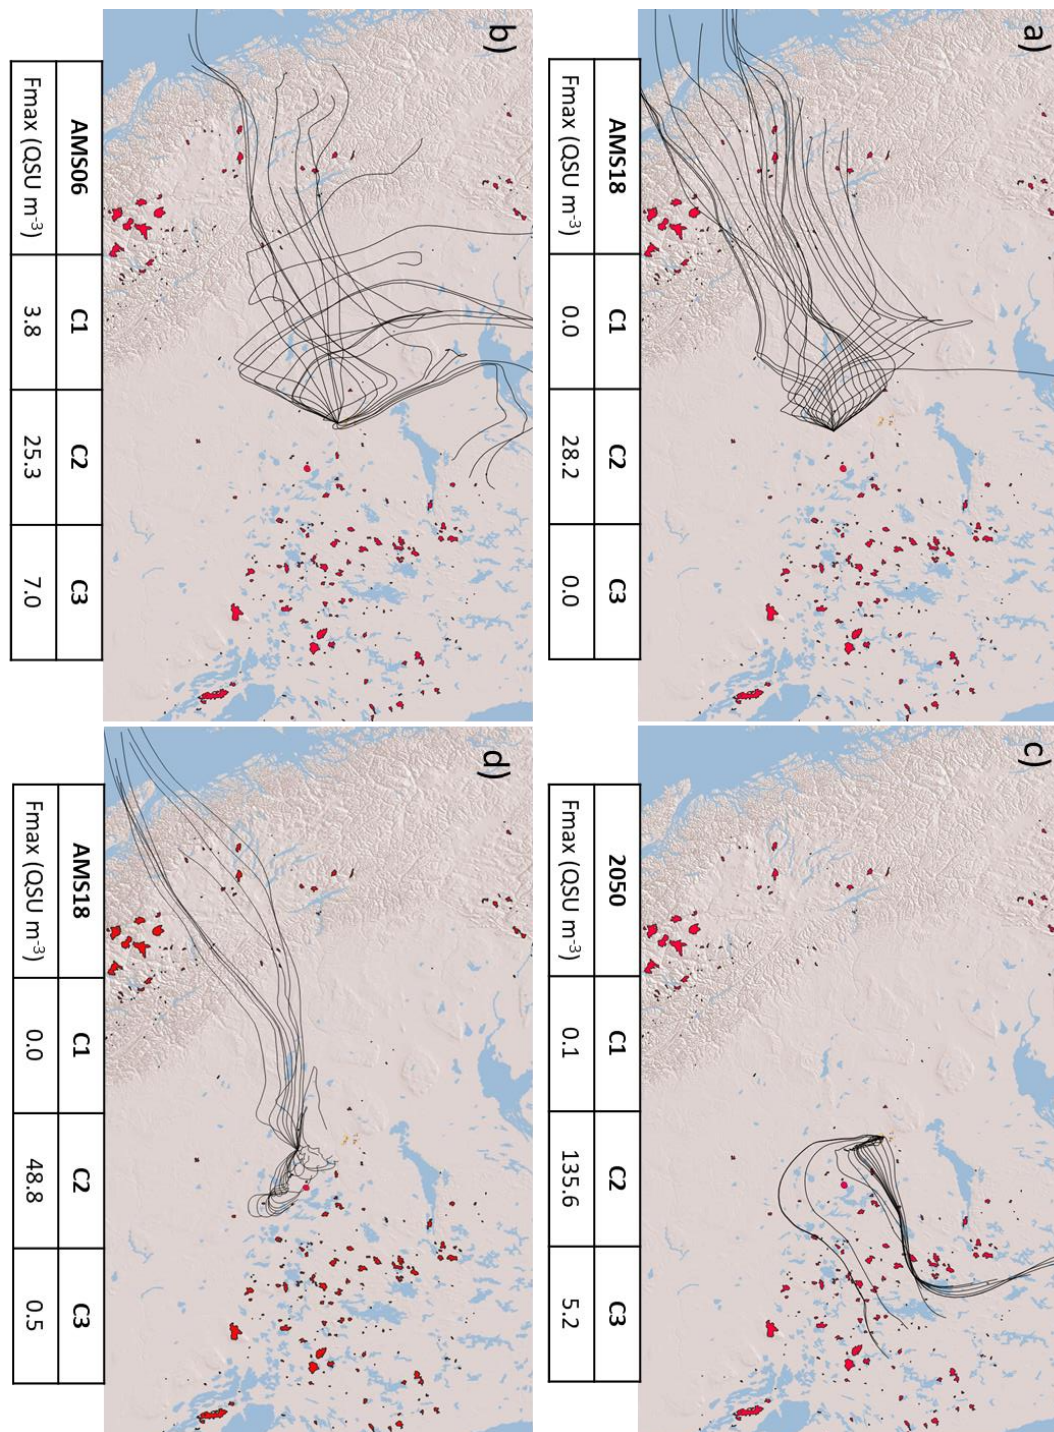 a)
AMS18 C1 C2 C3
Fmax (QSU m-3) 0.0 28.2 0.0
b)
AMS06 C1 C2 C3
Fmax (QSU m-3) 3.8 25.3 7.0
c)
2050 C1 C2 C3
Fmax (QSU m-3) 0.1 135.6 5.2
d)
AMS18 C1 C2 C3
Fmax (QSU m-3) 0.0 48.8 0.5